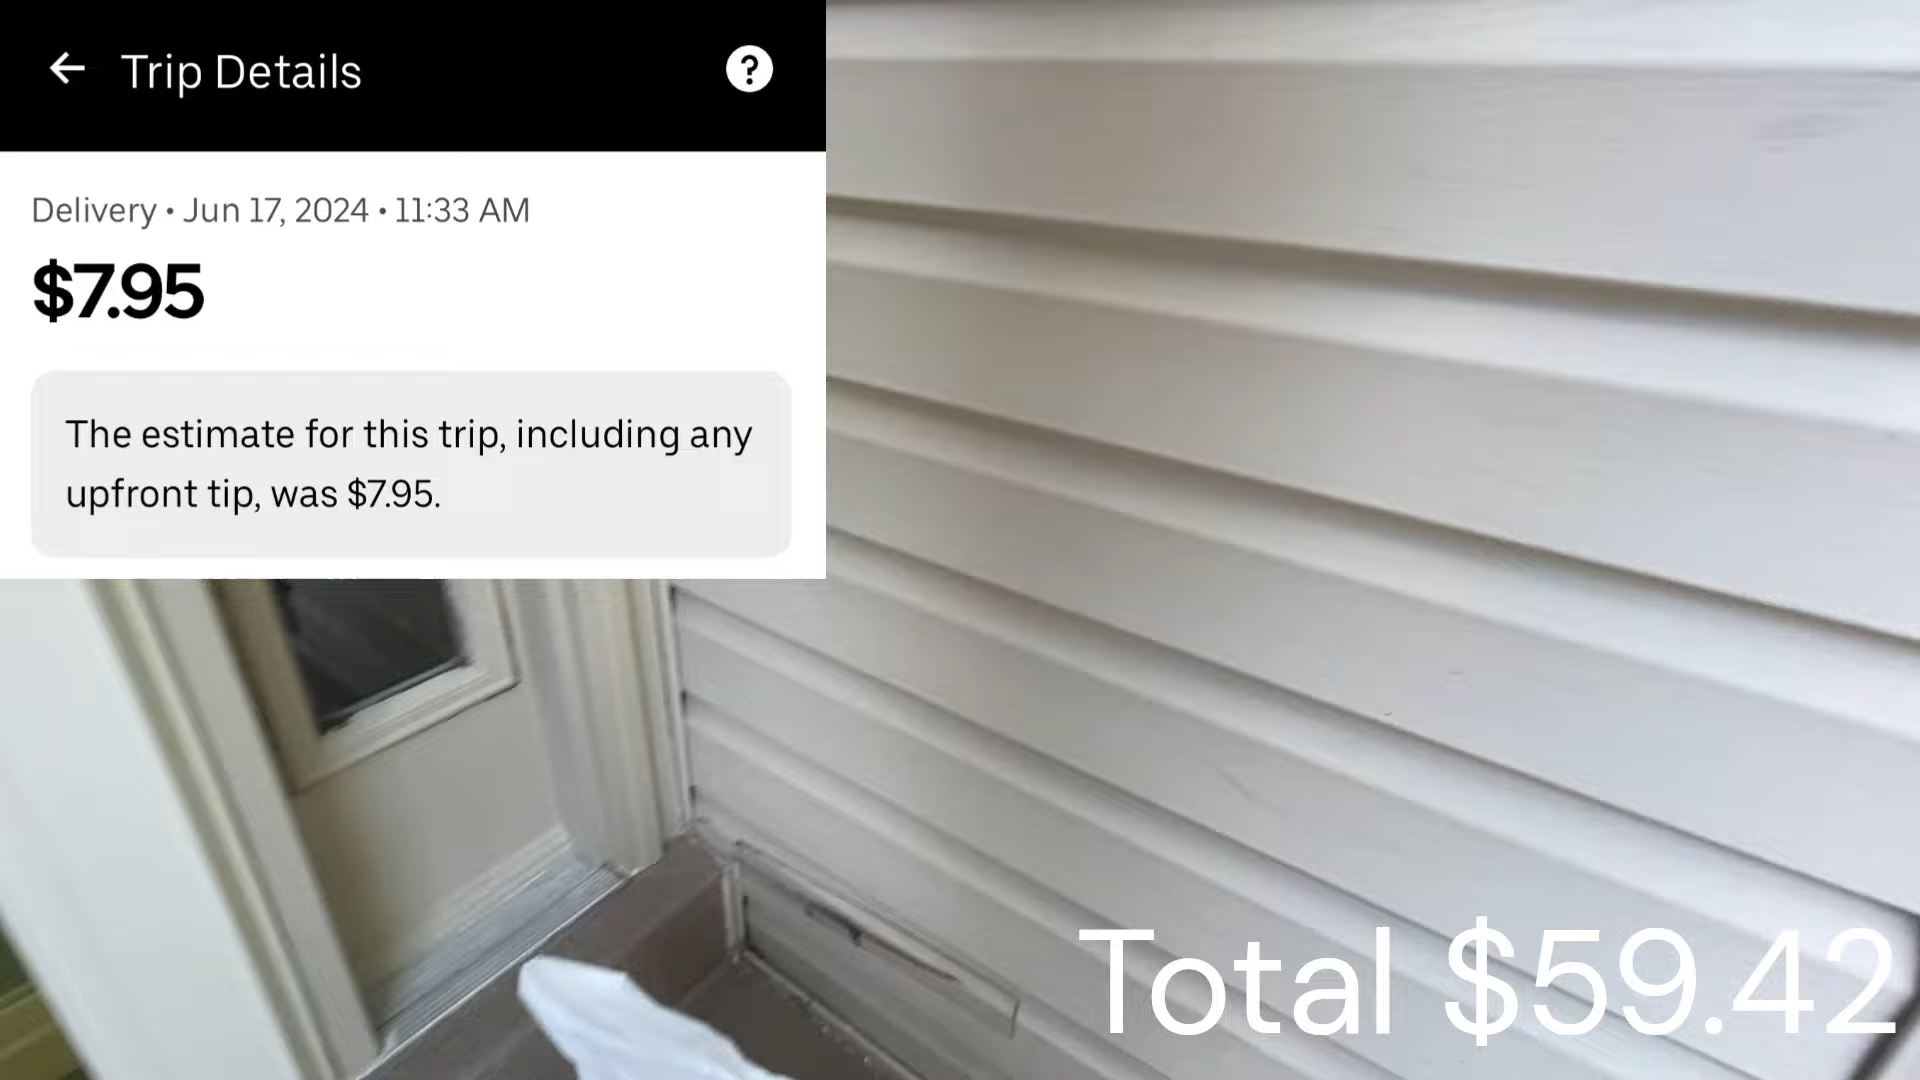 Trip Details
?
Delivery • Jun 17, 2024 • 11:33 AM
$7.95
The estimate for this trip, including any
upfront tip, was $7.95.
Total $59.42